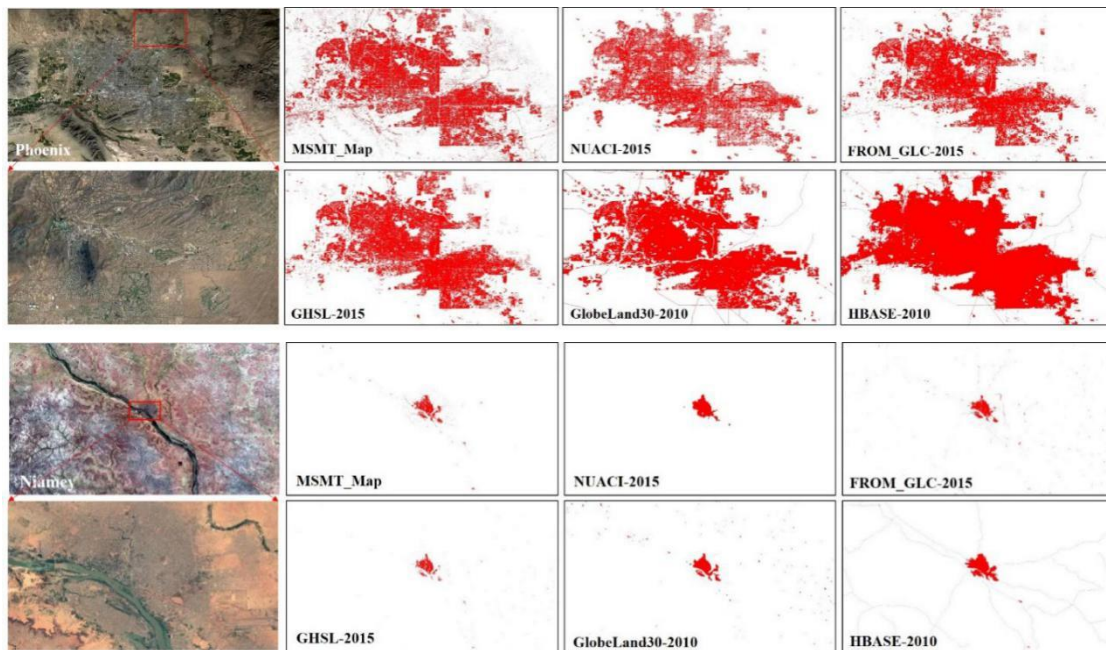 Phoenix
MSMT_Map
NUACI-2015
FROM_GLC-2015
GHSL-2015
GlobeLand30-2010
HBASE-2010
Niamey
MSMT_Map
NUACI-2015
FROM_GLC-2015
GHSL-2015
GlobeLand30-2010
HBASE-2010